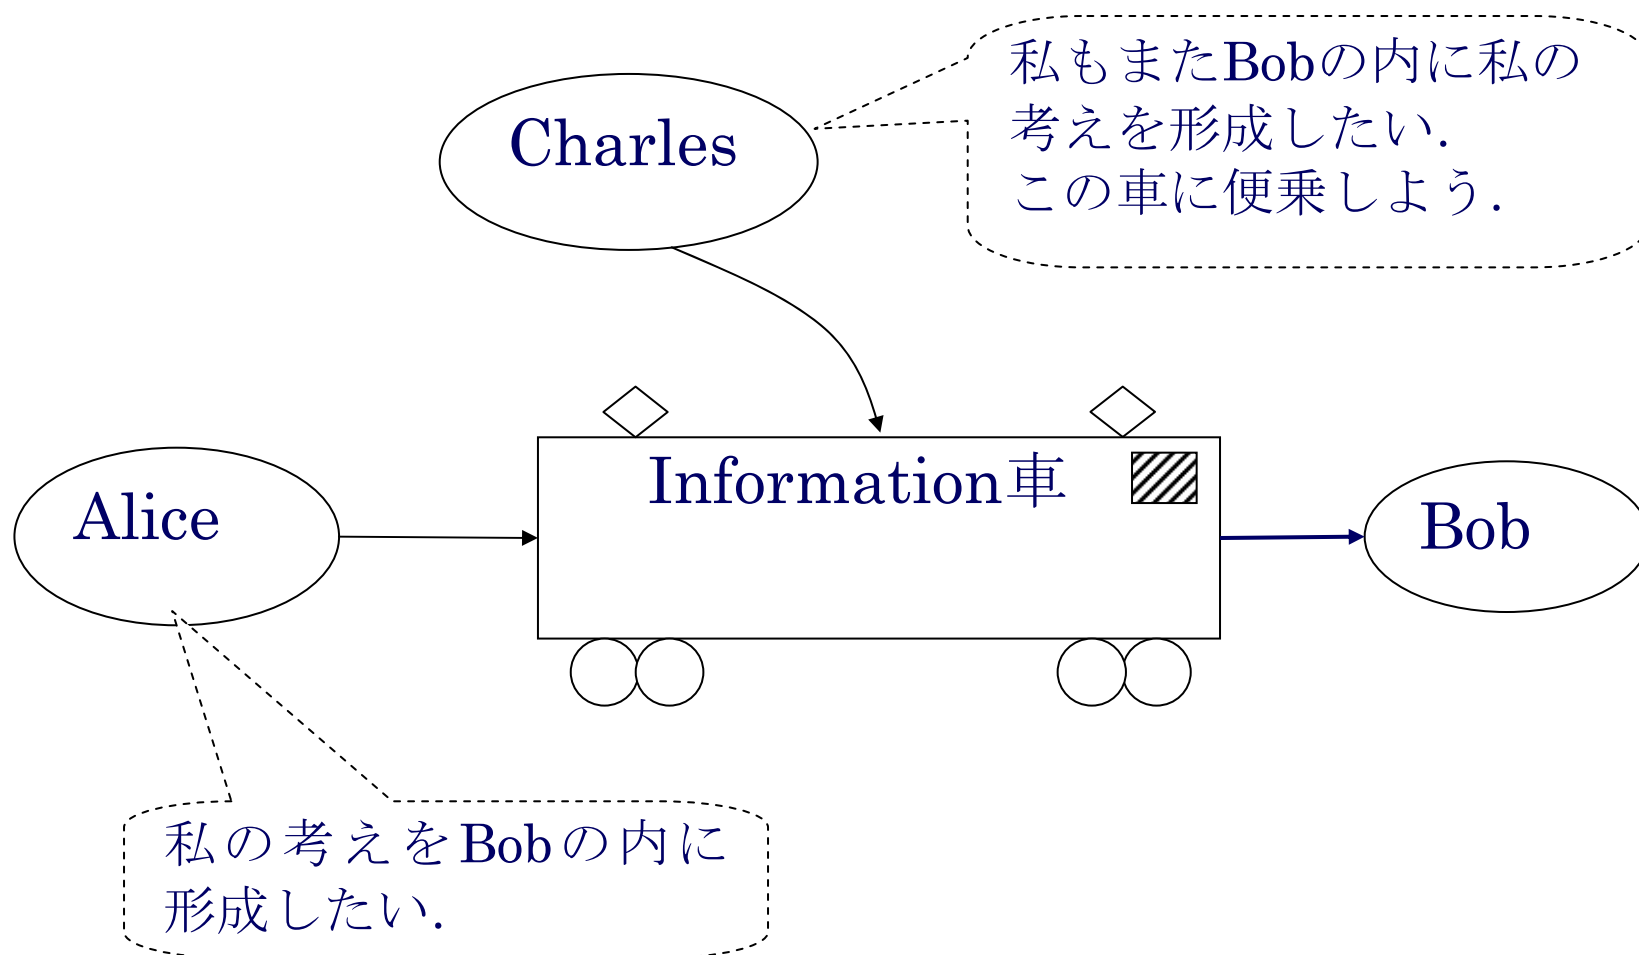 私もまたBobの内に私の
考えを形成したい.
この車に便乗しよう.
Charles
Information車
Alice
Bob
私の考えをBobの内に
形成したい.